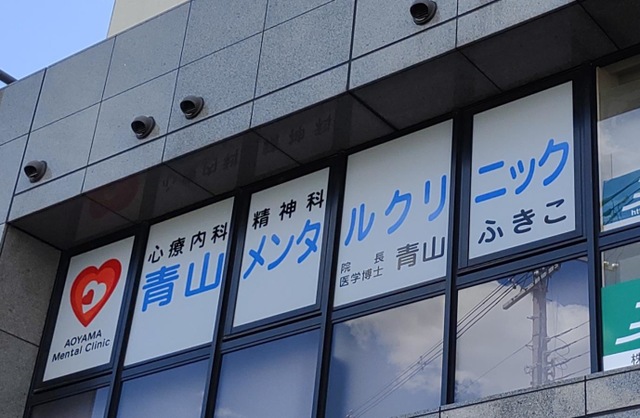 心療内科 精神科
青山メンタルクリニック
院長
医学博士 青山ふきこ
AOYAMA
Mental Clinic
株